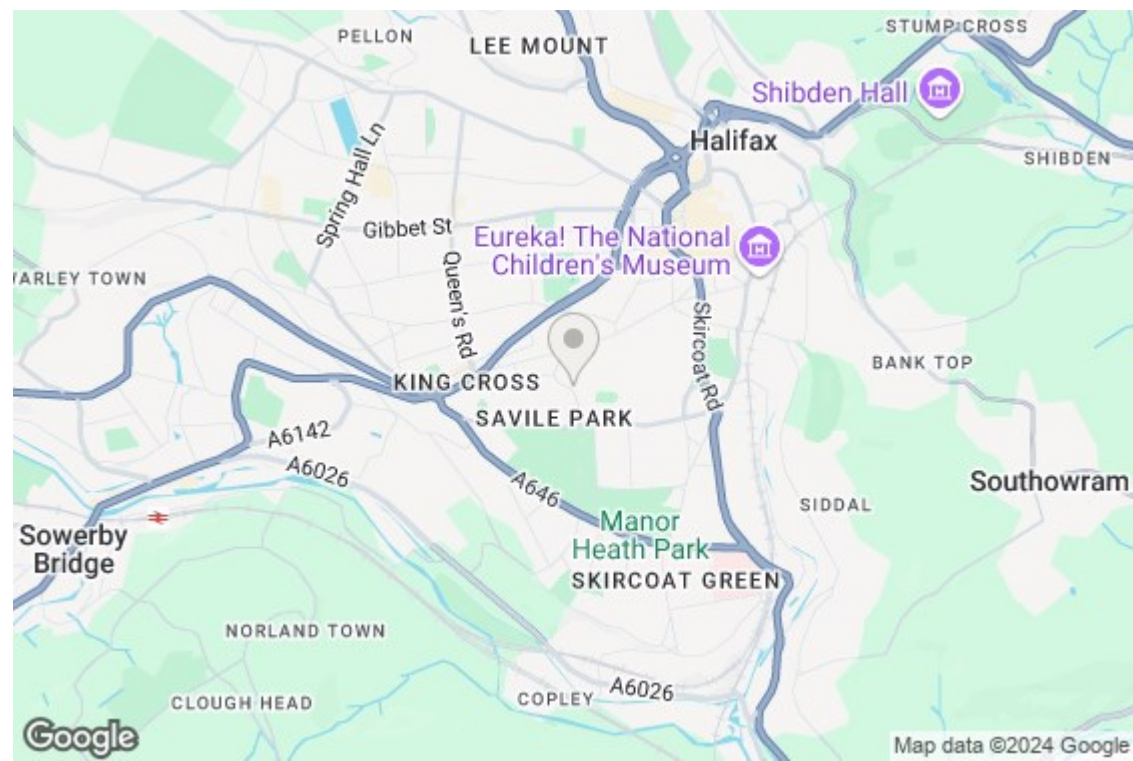 STUMP CROSS
PELLON
LEE MOUNT
Shibden Hall
Halifax
SHIBDEN
Spring Hall Ln
Gibbet St
Eureka! The National
Children's Museum
Queen's Rd
ARLEY TOWN
Skircoat Rd
BANK TOP
KING CROSS
SAVILE PARK
A6142
A6026
A646
Southowram
SIDDAL
Manor
Heath Park
Sowerby
Bridge
SKIRCOAT GREEN
NORLAND TOWN
A6026
COPLEY
CLOUGH HEAD
Google
Map data ©2024 Google